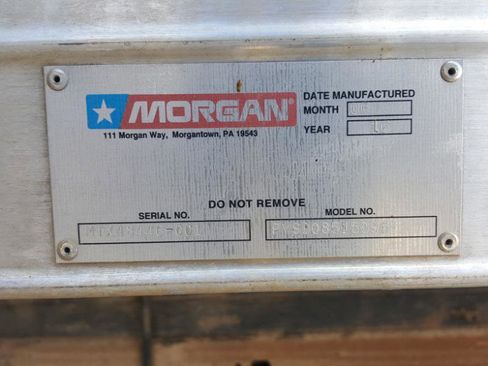 MORGAN®
111 Morgan Way, Morgantown, PA 19543
DATE MANUFACTURED
MONTH
YEAR
DO NOT REMOVE
SERIAL NO.
MODEL NO.